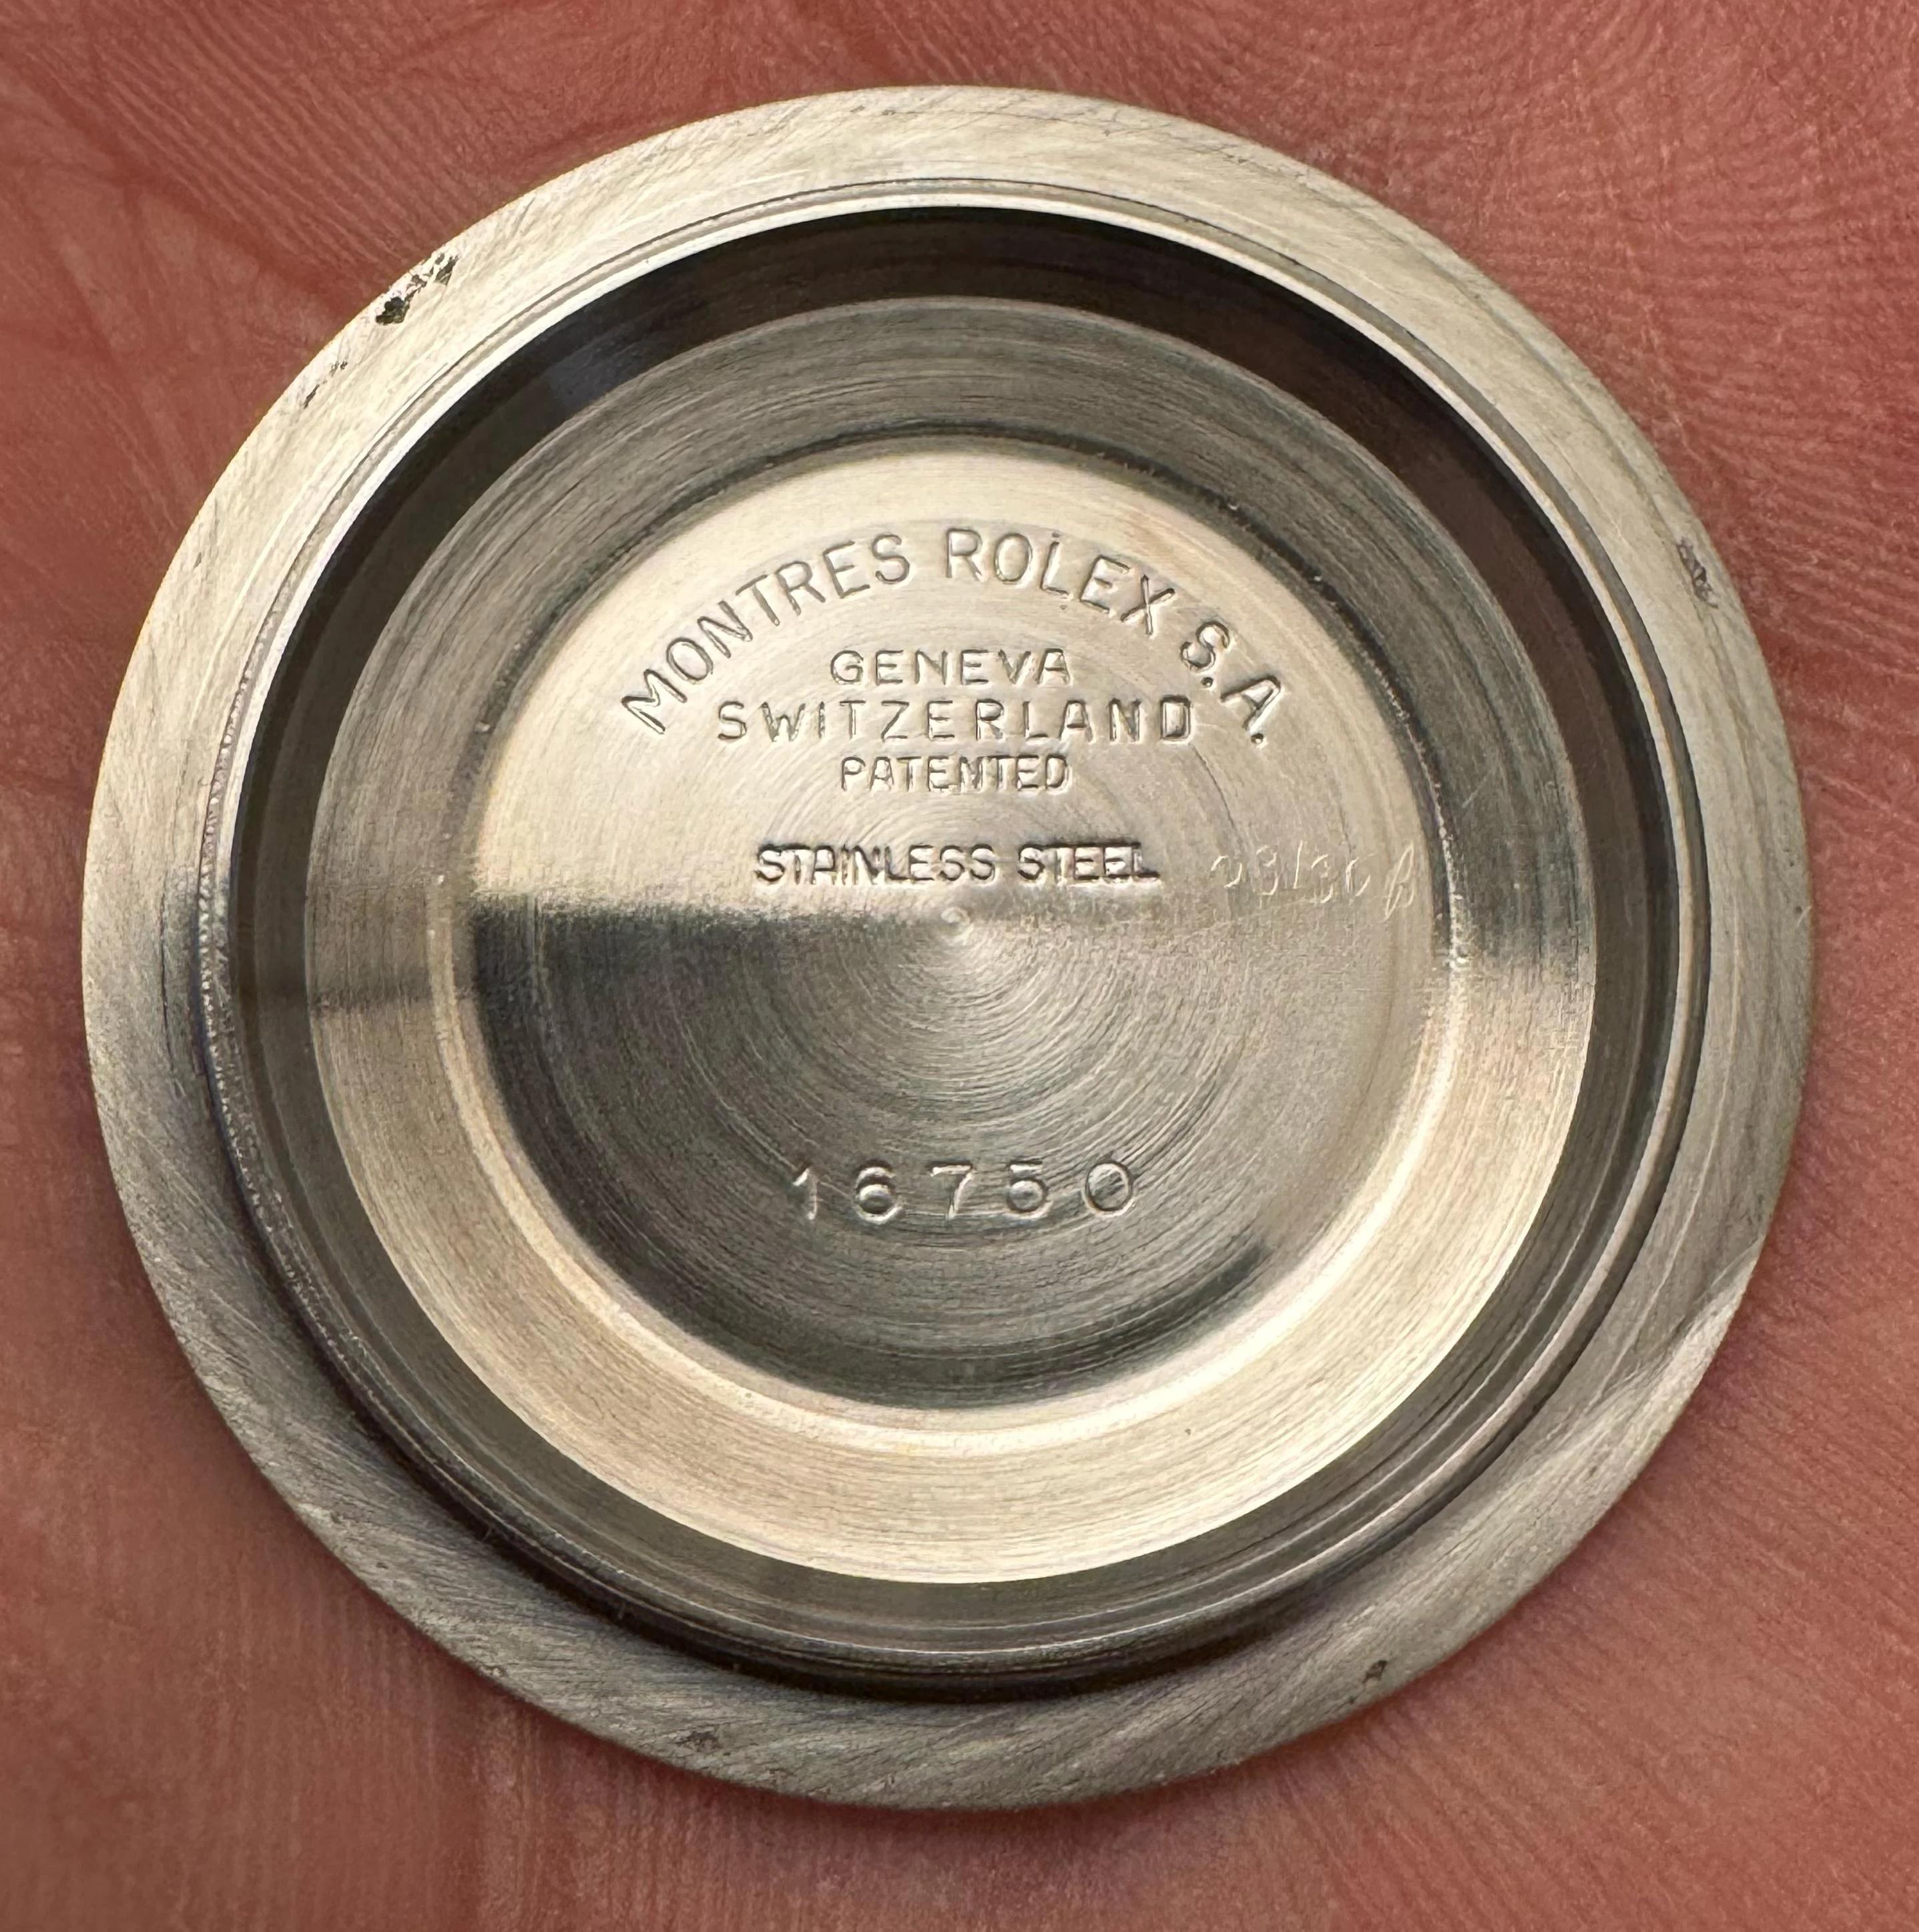 MONTRES ROLEX S.A.
GENEVA
SWITZERLAND
PATENTED
STAINLESS STEEL
16750